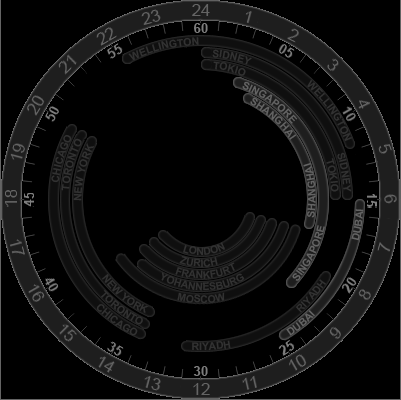 24
1
2
3
4
5
6
7
8
9
10
11
12
13
14
15
16
17
18
19
20
21
22
23
60
05
10
15
20
25
30
35
40
45
50
55
WELLINGTON
WELLINGTON
SIDNEY
SIDNEY
TOKIO
TOKIO
SINGAPORE
SINGAPORE
SHANGHAI
SHANGHAI
DUBAI
DUBAI
RIYADH
RIYADH
CHICAGO
CHICAGO
TORONTO
TORONTO
NEW YORK
NEW YORK
LONDON
ZURICH
FRANKFURT
YOHANNESBURG
MOSCOW